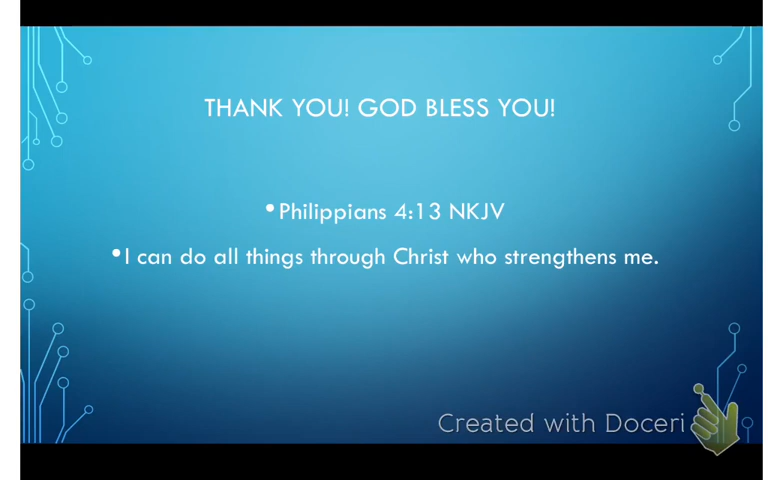 THANK YOU! GOD BLESS YOU!
•Philippians 4:13 NKJV
•I can do all things through Christ who strengthens me.
Created with Doceri